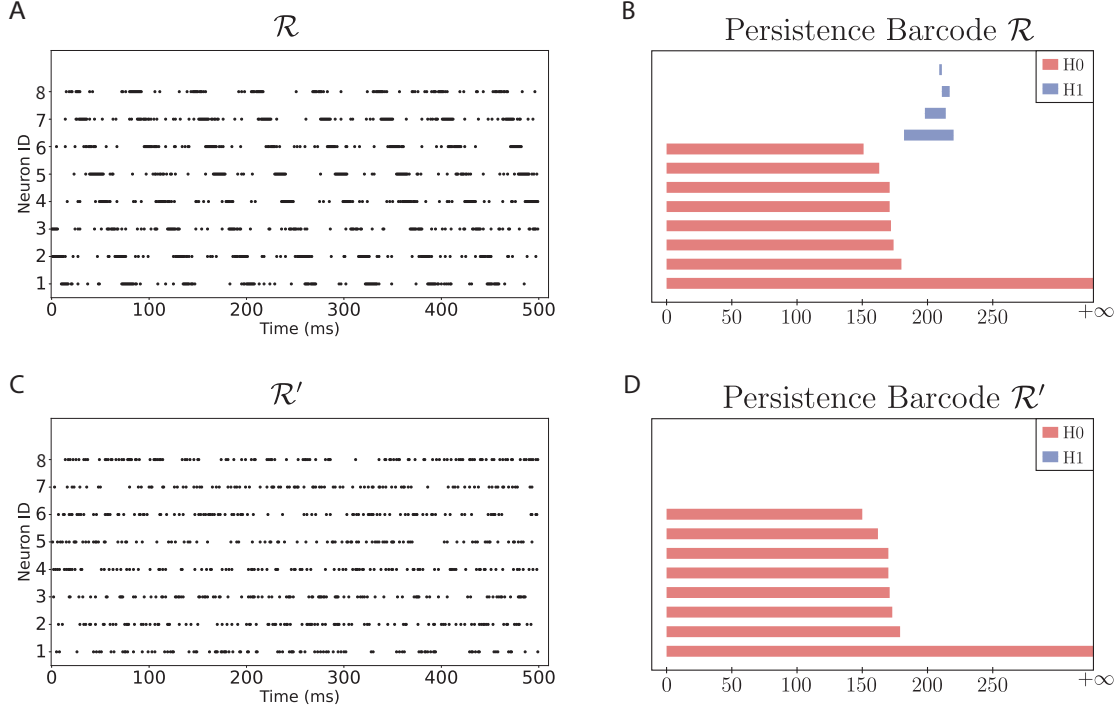 A
ℛ
Neuron ID
8
7
6
5
4
3
2
1
0 100 200 300 400 500
Time (ms)
B
Persistence Barcode ℛ
H0
H1
0 50 100 150 200 250 +∞
C
ℛ′
Neuron ID
8
7
6
5
4
3
2
1
0 100 200 300 400 500
Time (ms)
D
Persistence Barcode ℛ′
H0
H1
0 50 100 150 200 250 +∞